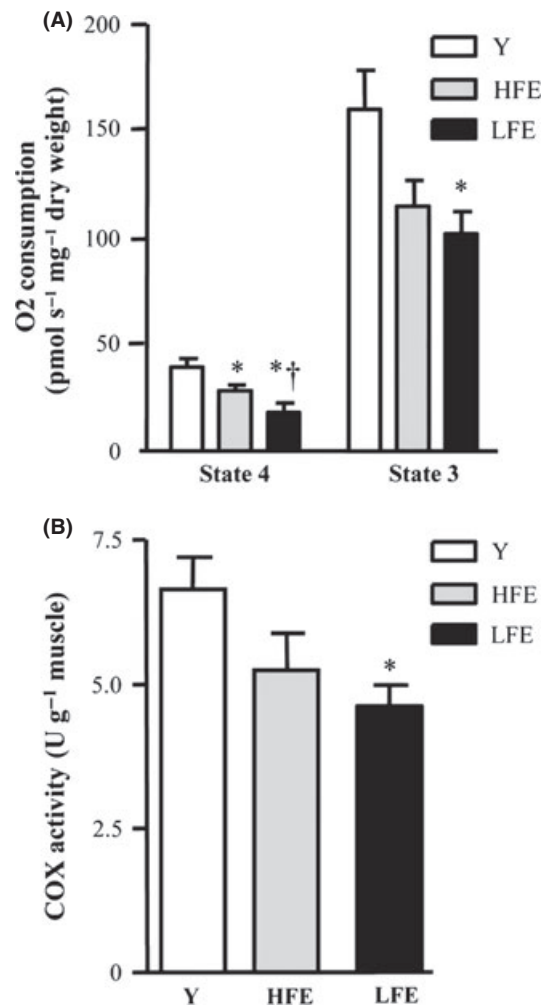 (A)
200
150
100
50
0
O2 consumption
(pmol s⁻¹ mg⁻¹ dry weight)
Y
HFE
LFE
*
*†
*
State 4
State 3
(B)
7.5
5.0
2.5
0
COX activity (U g⁻¹ muscle)
Y
HFE
LFE
*
Y
HFE
LFE